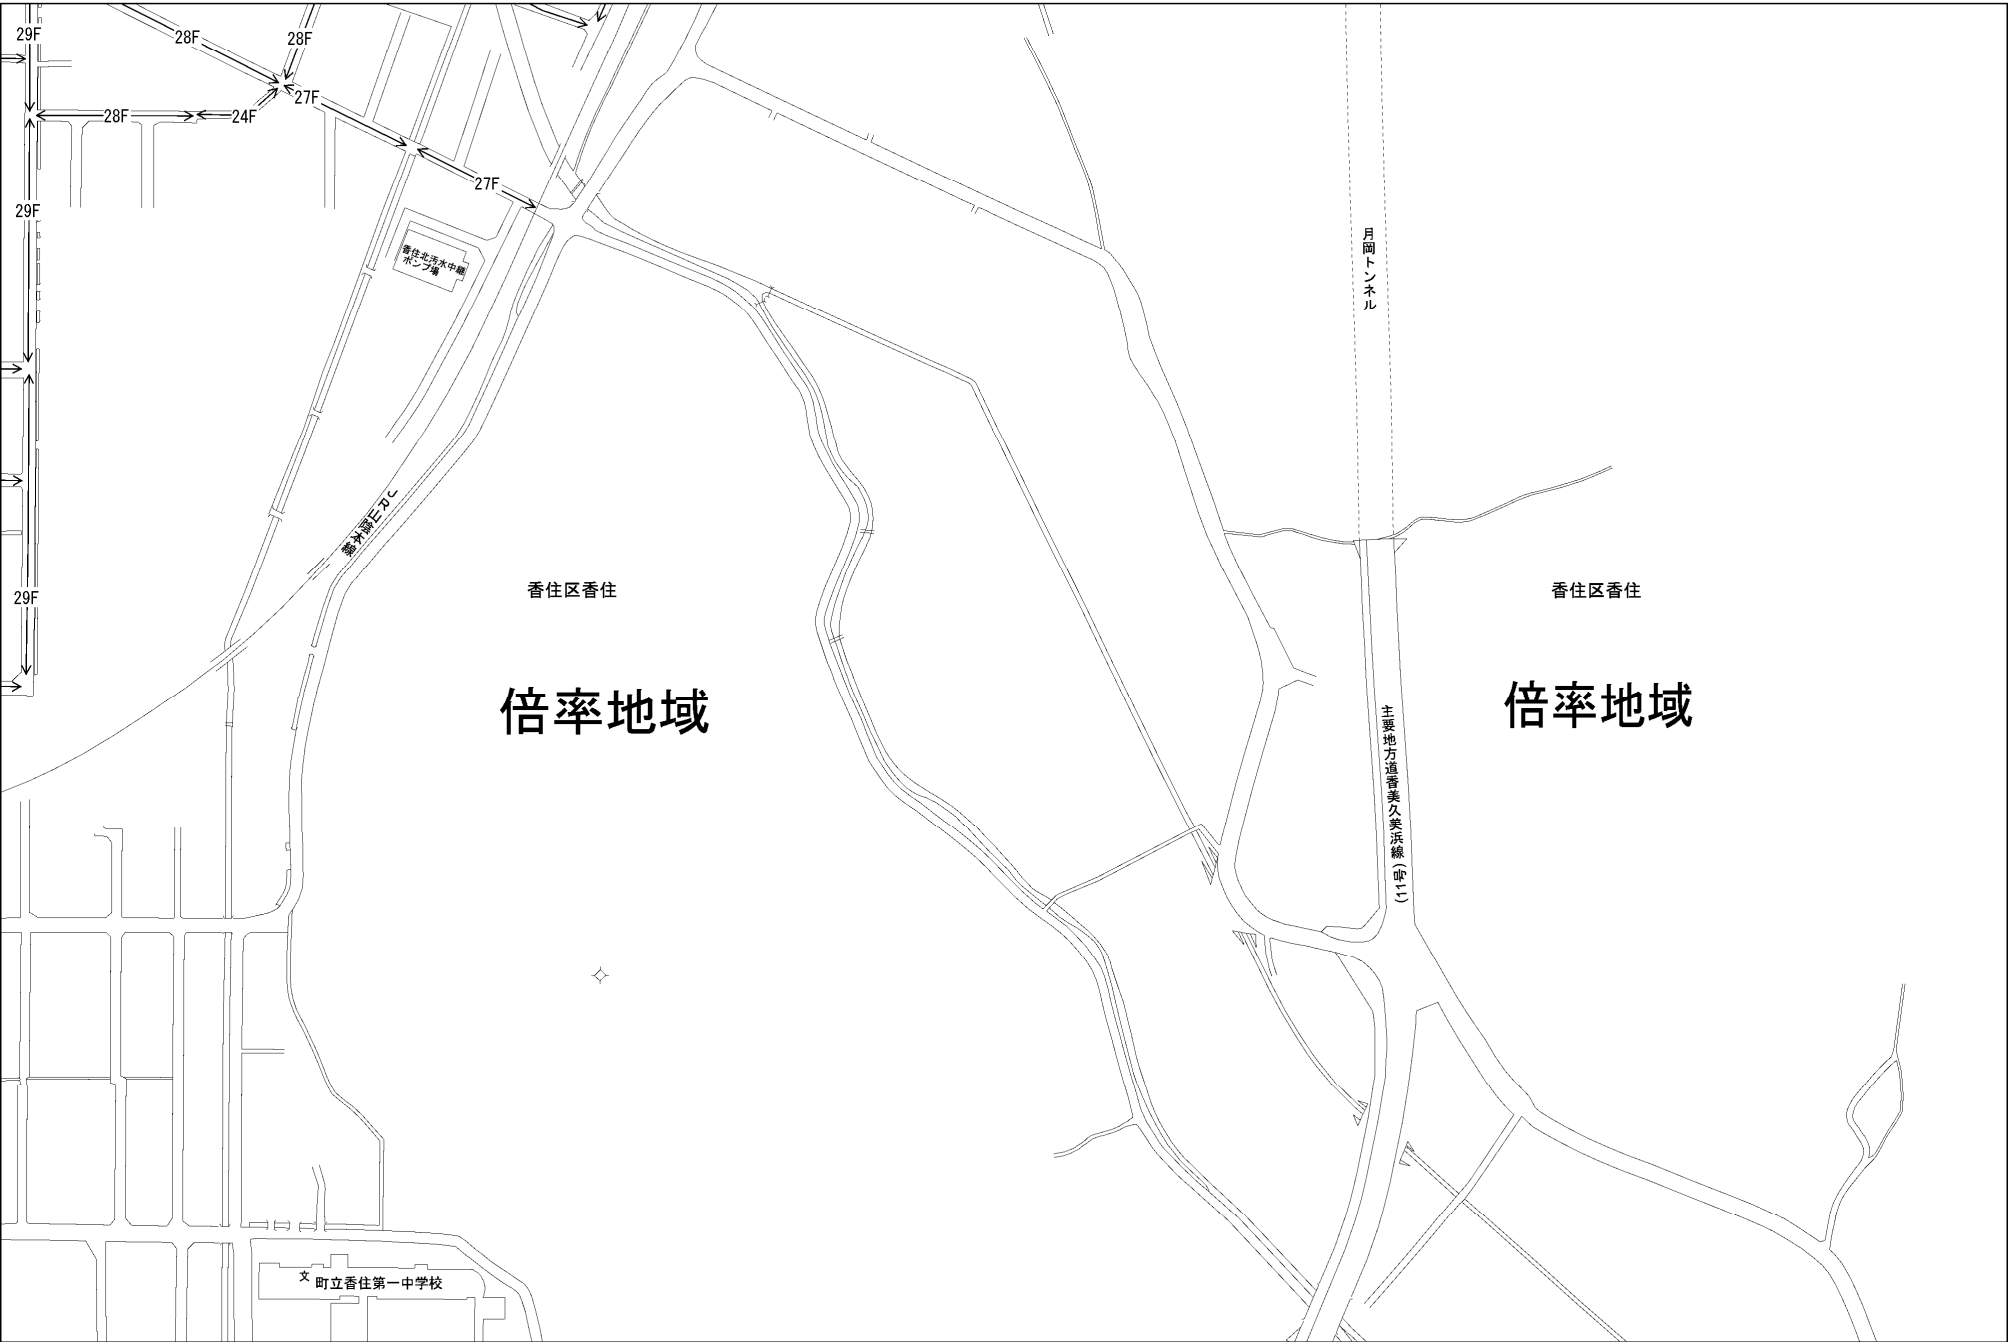 29F
28F
28F
27F
28F
24F
27F
29F
香住北汚水中継
ポンプ場
月岡トンネル
JR山陰本線
29F
香住区香住
香住区香住
倍率地域
倍率地域
主要地方道香美久美浜線(11号)
文
町立香住第一中学校